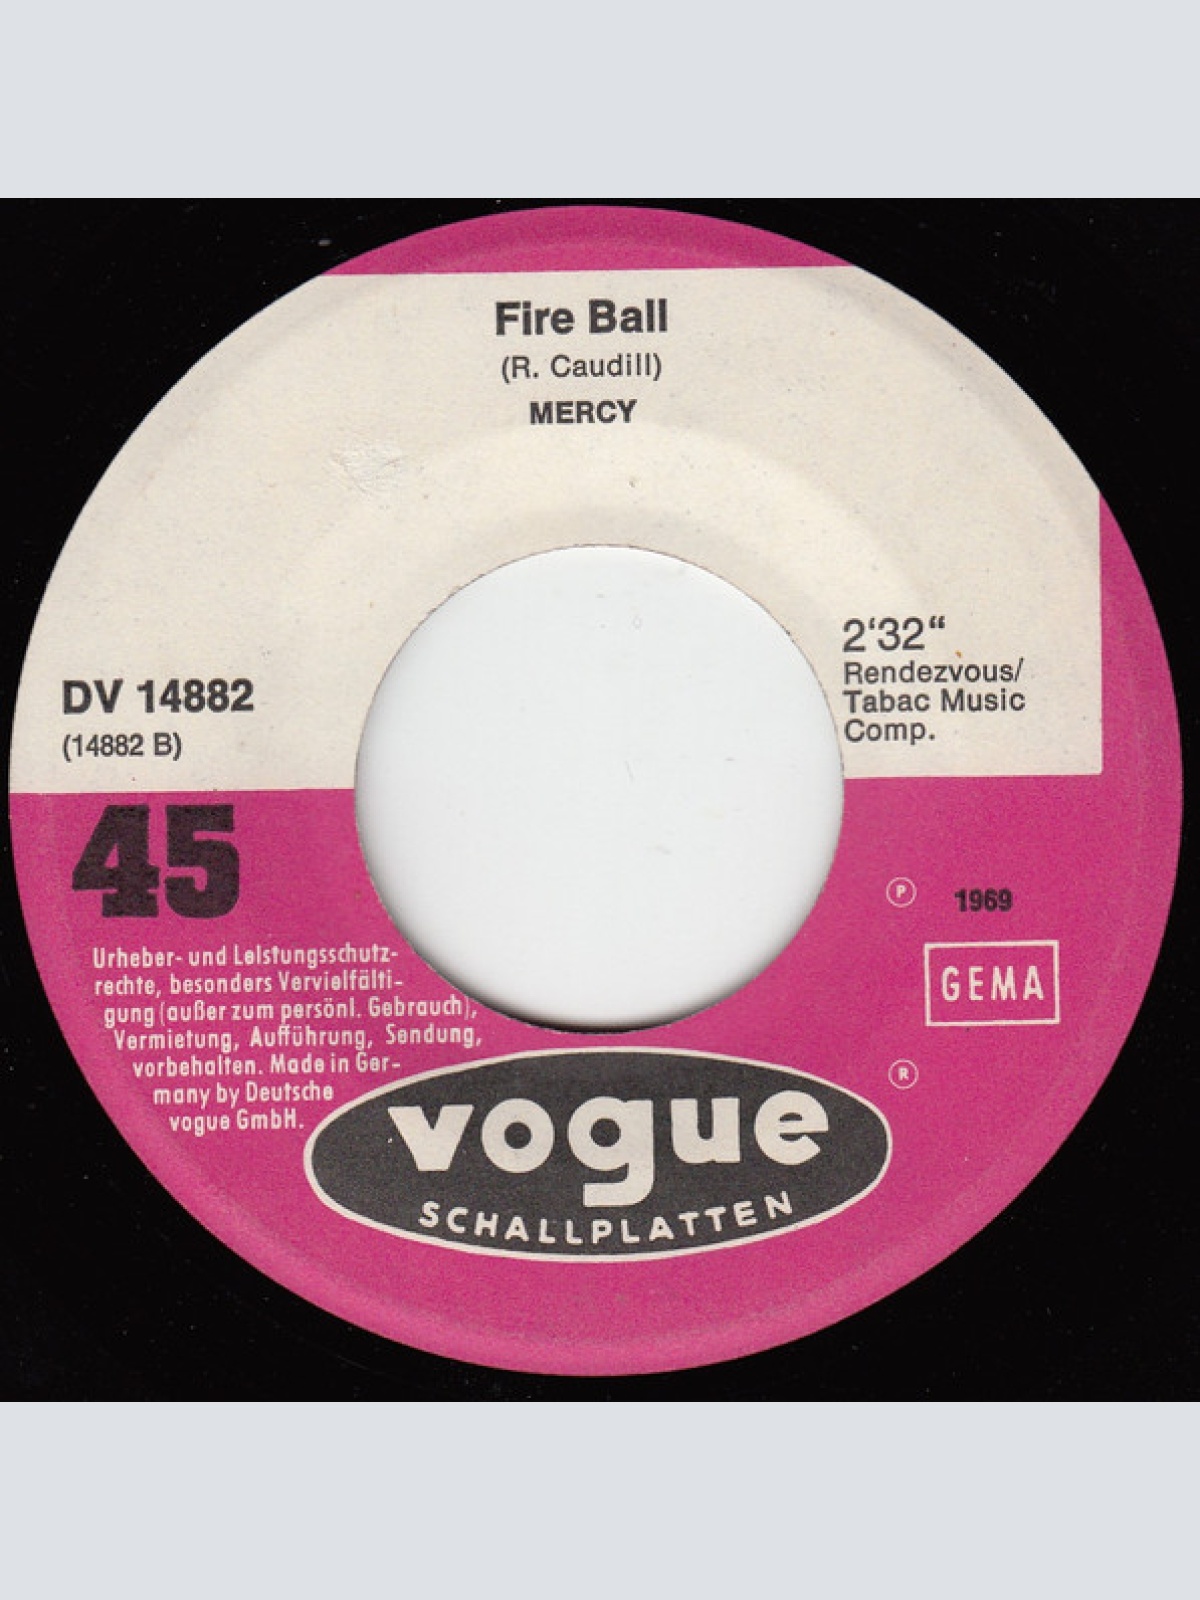 Fire Ball
(R. Caudill)
MERCY
2‘32“
Rendezvous/
Tabac Music
Comp.
DV 14882
(14882 B)
45
℗ 1969
GEMA
®
Urheber- und Leistungsschutz-
rechte, besonders Vervielfälti-
gung (außer zum persönl. Gebrauch),
Vermietung, Aufführung, Sendung,
vorbehalten. Made in Ger-
many by Deutsche
vogue GmbH.
vogue
SCHALLPLATTEN